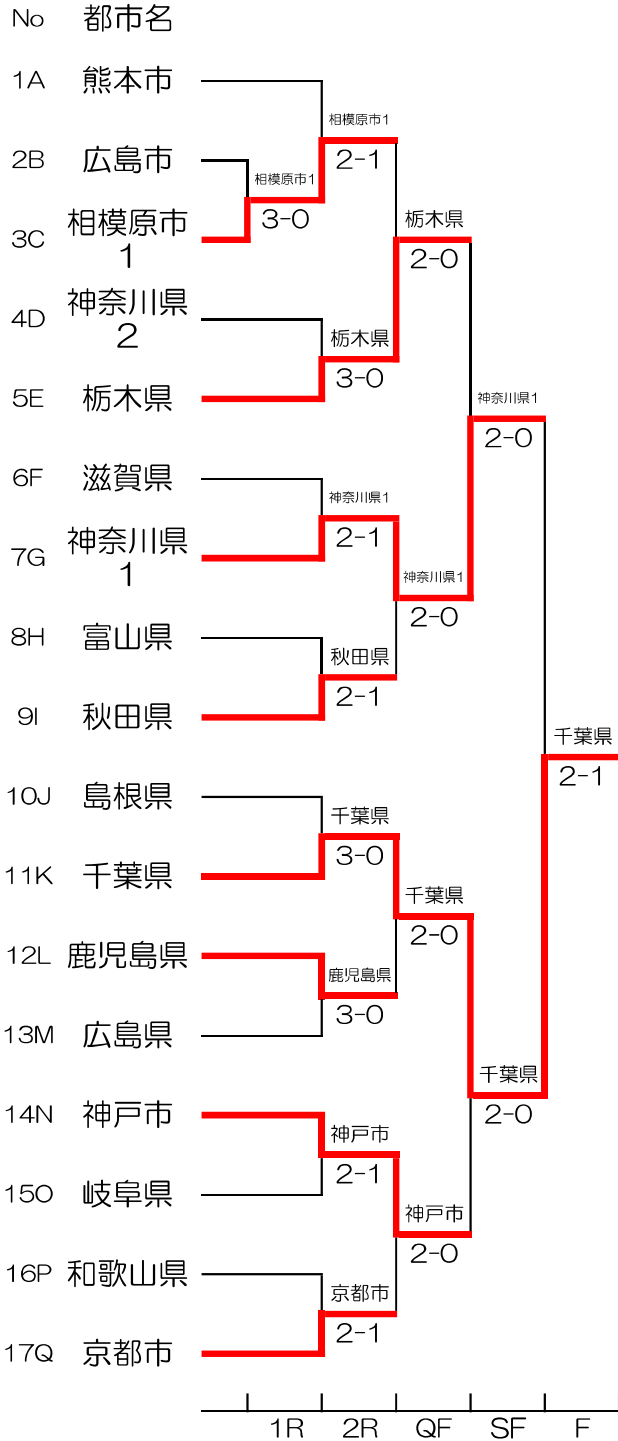 No 都市名
1A 熊本市
相模原市1
2B 広島市
2-1
相模原市1
3C 相模原市
1
3-0
栃木県
2-0
4D 神奈川県
2
栃木県
3-0
5E 栃木県
神奈川県1
2-0
6F 滋賀県
神奈川県1
2-1
7G 神奈川県
1
神奈川県1
2-0
8H 富山県
秋田県
2-1
9I 秋田県
千葉県
2-1
10J 島根県
千葉県
3-0
11K 千葉県
千葉県
2-0
12L 鹿児島県
鹿児島県
3-0
13M 広島県
千葉県
2-0
14N 神戸市
神戸市
2-1
15O 岐阜県
神戸市
2-0
16P 和歌山県
京都市
2-1
17Q 京都市
1R 2R QF SF F